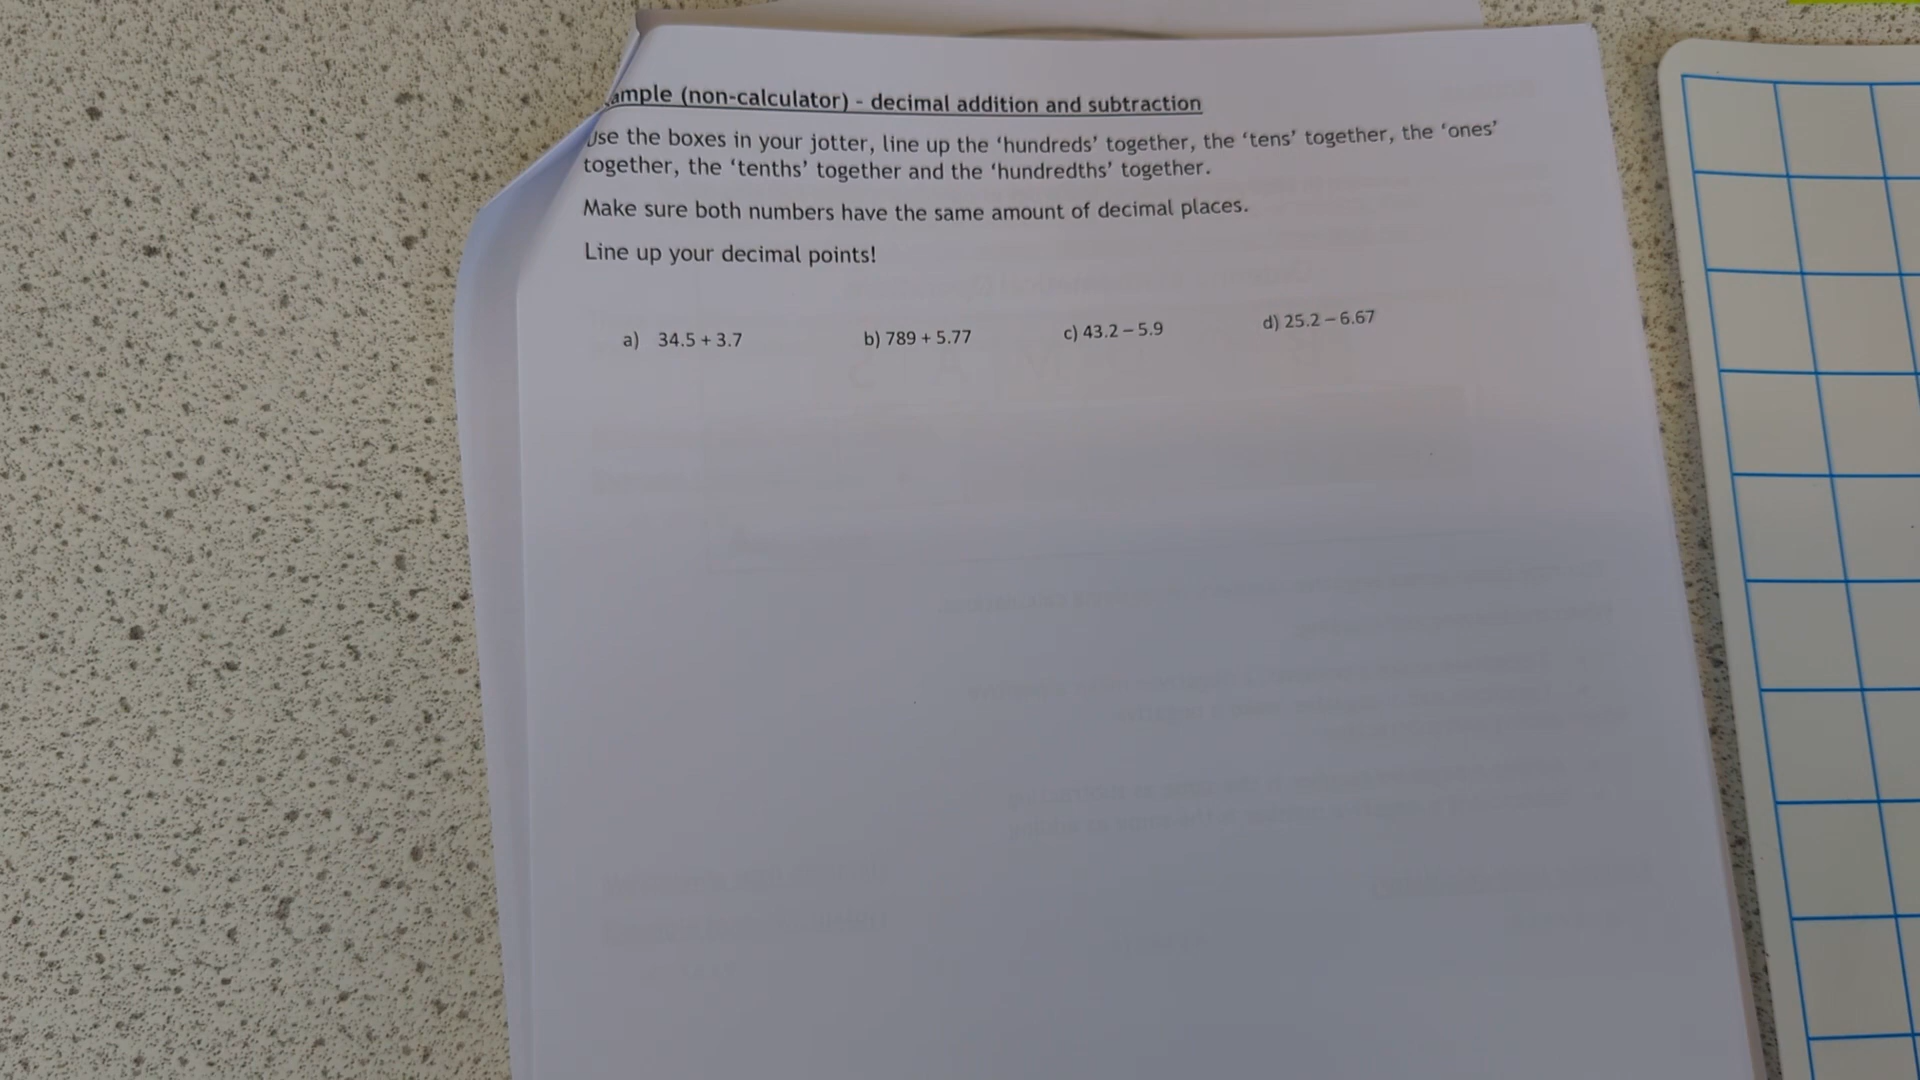 ample (non-calculator) - decimal addition and subtraction
Use the boxes in your jotter, line up the ‘hundreds’ together, the ‘tens’ together, the ‘ones’
together, the ‘tenths’ together and the ‘hundredths’ together.
Make sure both numbers have the same amount of decimal places.
Line up your decimal points!
a) 34.5 + 3.7 b) 789 + 5.77 c) 43.2 – 5.9 d) 25.2 – 6.67